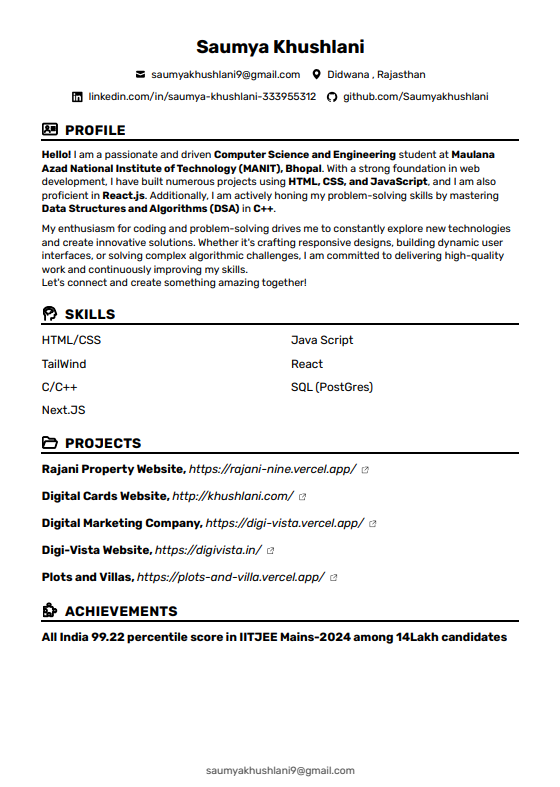 Saumya Khushlani
saumyakhushlani9@gmail.com Didwana , Rajasthan
linkedin.com/in/saumya-khushlani-333955312 github.com/Saumyakhushlani
PROFILE
Hello! I am a passionate and driven Computer Science and Engineering student at Maulana
Azad National Institute of Technology (MANIT), Bhopal. With a strong foundation in web
development, I have built numerous projects using HTML, CSS, and JavaScript, and I am also
proficient in React.js. Additionally, I am actively honing my problem-solving skills by mastering
Data Structures and Algorithms (DSA) in C++.
My enthusiasm for coding and problem-solving drives me to constantly explore new technologies
and create innovative solutions. Whether it's crafting responsive designs, building dynamic user
interfaces, or solving complex algorithmic challenges, I am committed to delivering high-quality
work and continuously improving my skills.
Let's connect and create something amazing together!
SKILLS
HTML/CSS Java Script
TailWind React
C/C++ SQL (PostGres)
Next.JS
PROJECTS
Rajani Property Website, https://rajani-nine.vercel.app/
Digital Cards Website, http://khushlani.com/
Digital Marketing Company, https://digi-vista.vercel.app/
Digi-Vista Website, https://digivista.in/
Plots and Villas, https://plots-and-villa.vercel.app/
ACHIEVEMENTS
All India 99.22 percentile score in IITJEE Mains-2024 among 14Lakh candidates
saumyakhushlani9@gmail.com